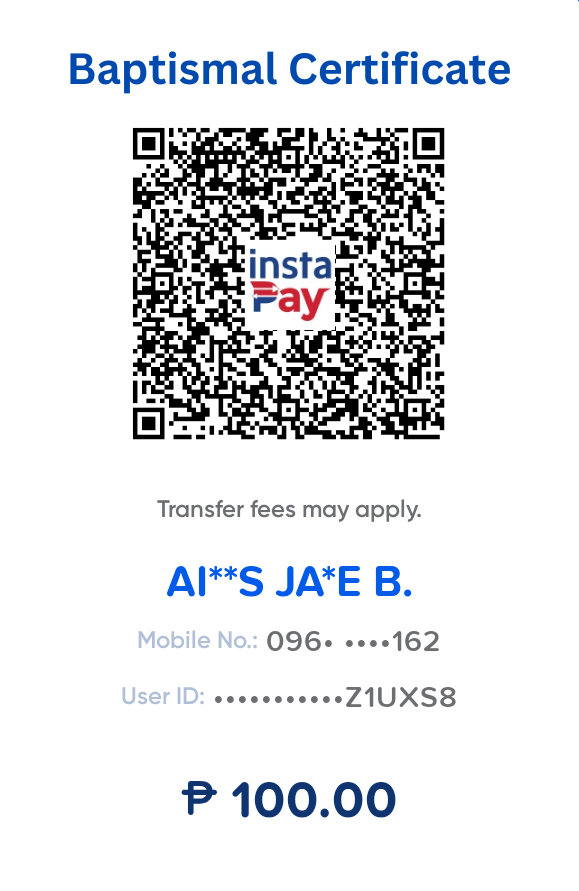 Baptismal Certificate
insta
Pay
Transfer fees may apply.
AI**S JA*E B.
Mobile No.: 096• ••••162
User ID: •••••••••••Z1UXS8
₱ 100.00